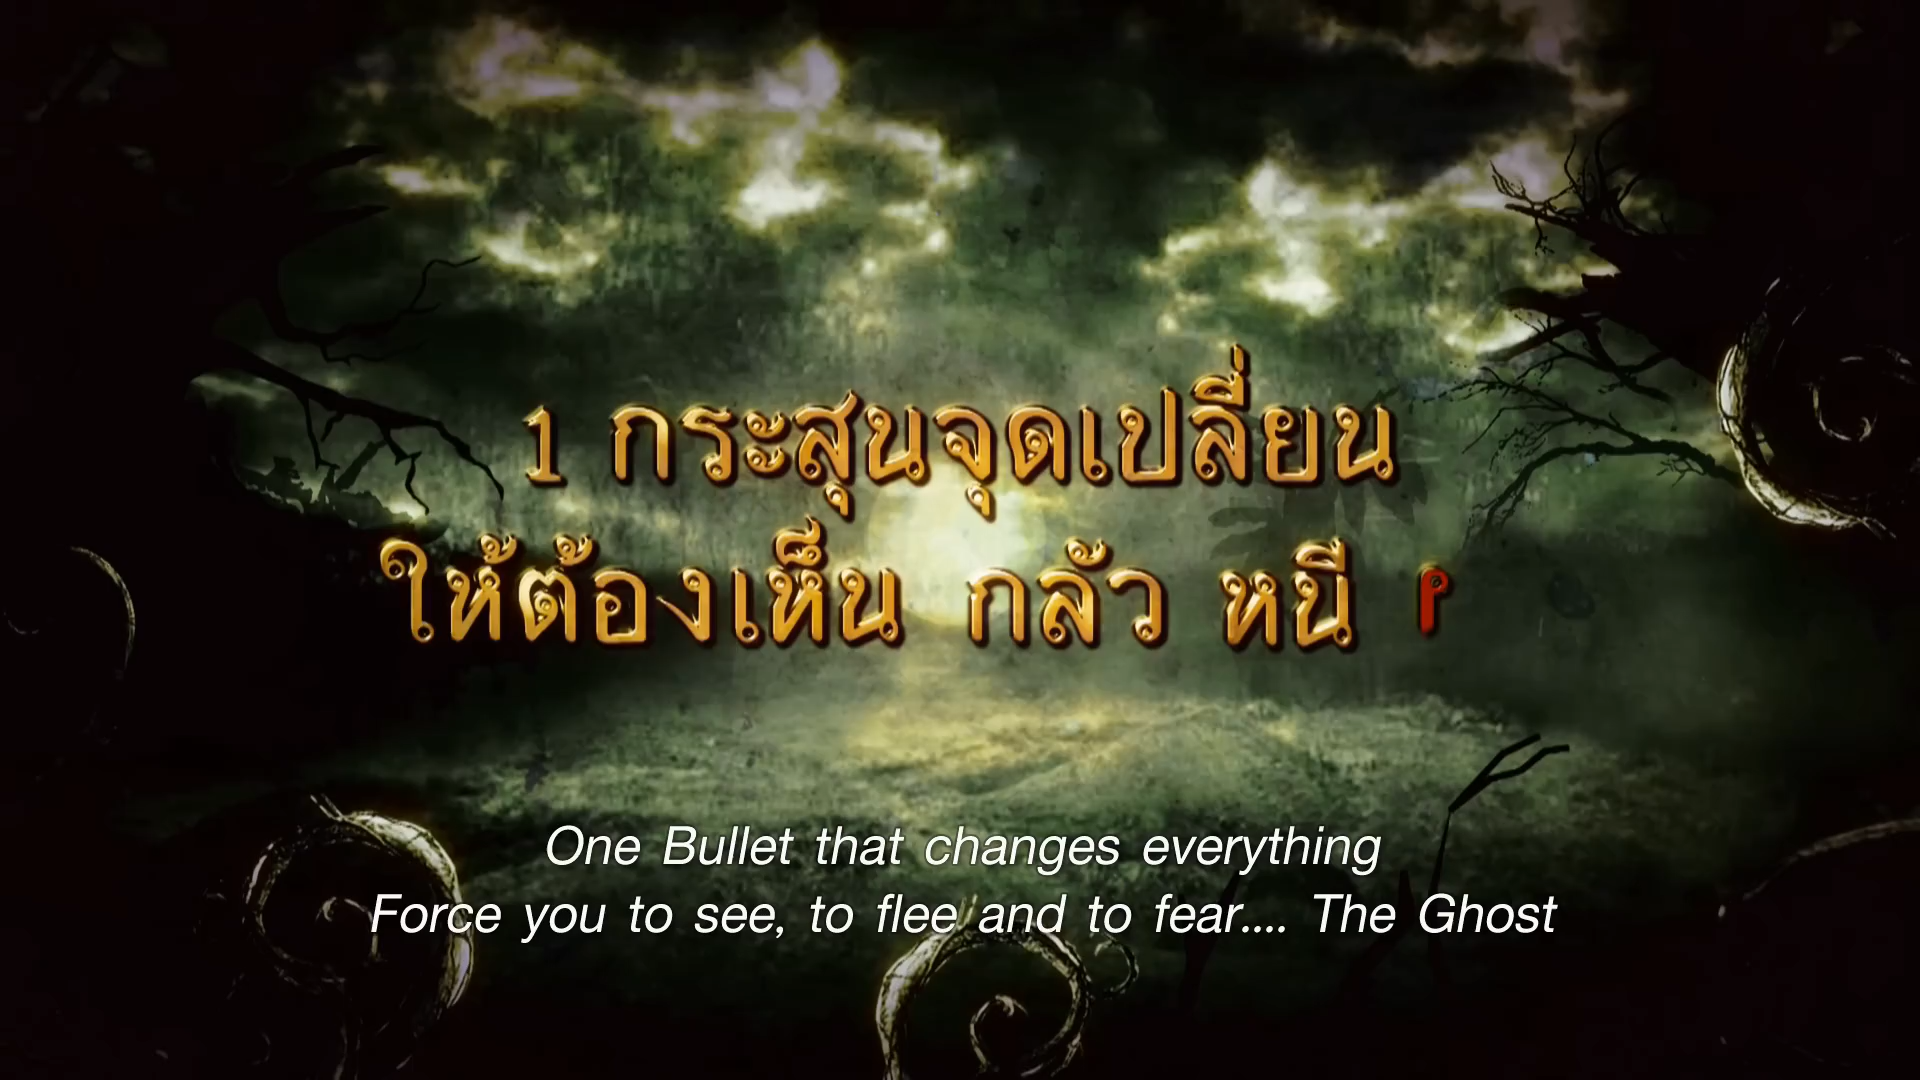 1 กระสุนจุดเปลี่ยน
ให้ต้องเห็น กลัว หนี
One Bullet that changes everything
Force you to see, to flee and to fear.... The Ghost